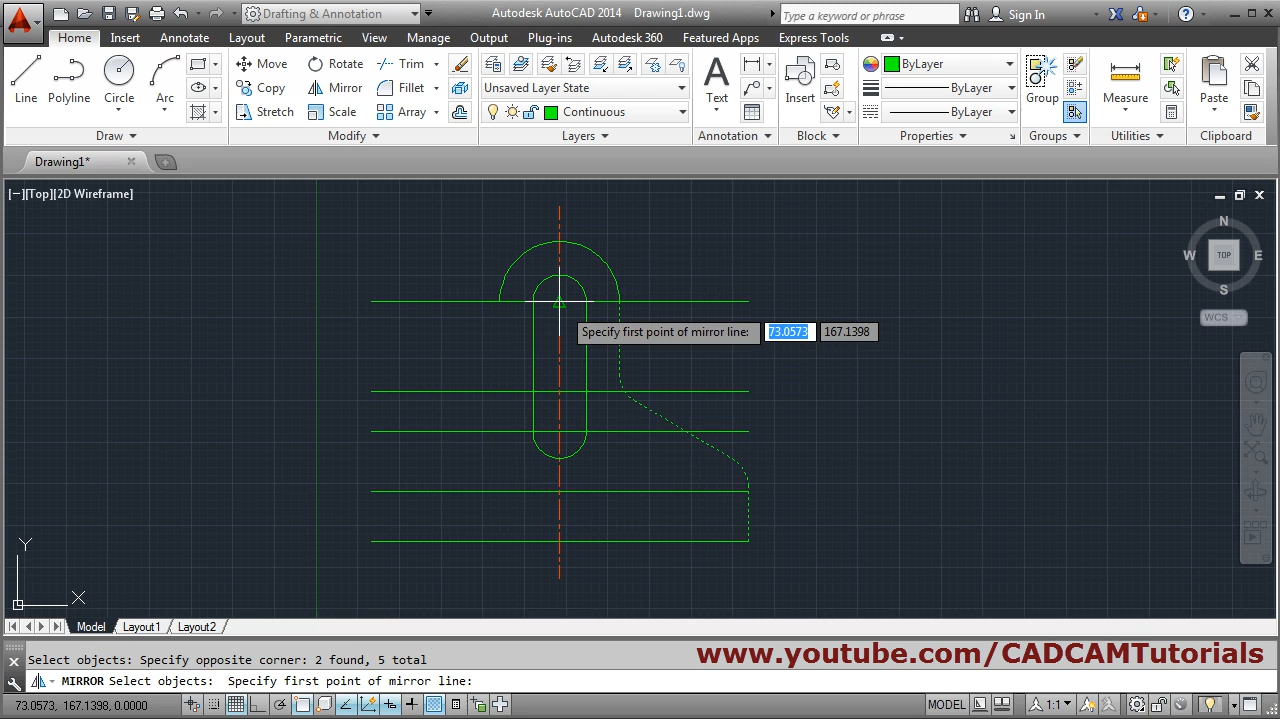 Drafting & Annotation
Autodesk AutoCAD 2014 Drawing1.dwg
Type a keyword or phrase
Sign In
Home Insert Annotate Layout Parametric View Manage Output Plug-ins Autodesk 360 Featured Apps Express Tools
Line Polyline Circle Arc
Move Rotate Trim
Copy Mirror Fillet
Stretch Scale Array
Unsaved Layer State
Continuous
Text
Insert
ByLayer
ByLayer
ByLayer
Group
Measure
Paste
Draw Modify Layers Annotation Block Properties Groups Utilities Clipboard
Drawing1*
[−][Top][2D Wireframe]
N
W TOP E
S
WCS
Specify first point of mirror line: 73.0573 167.1398
Y
X
Model Layout1 Layout2
Select objects: Specify opposite corner: 2 found, 5 total
MIRROR Select objects: Specify first point of mirror line:
www.youtube.com/CADCAMTutorials
73.0573, 167.1398, 0.0000
MODEL
1:1